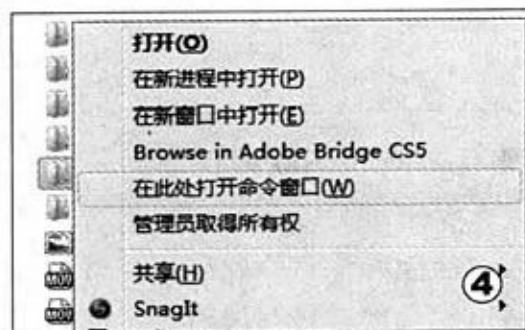 打开(O)
在新进程中打开(P)
在新窗口中打开(E)
Browse in Adobe Bridge CS5
在此处打开命令窗口(W)
管理员取得所有权
共享(H)
④
SnagIt
MOV
MOV